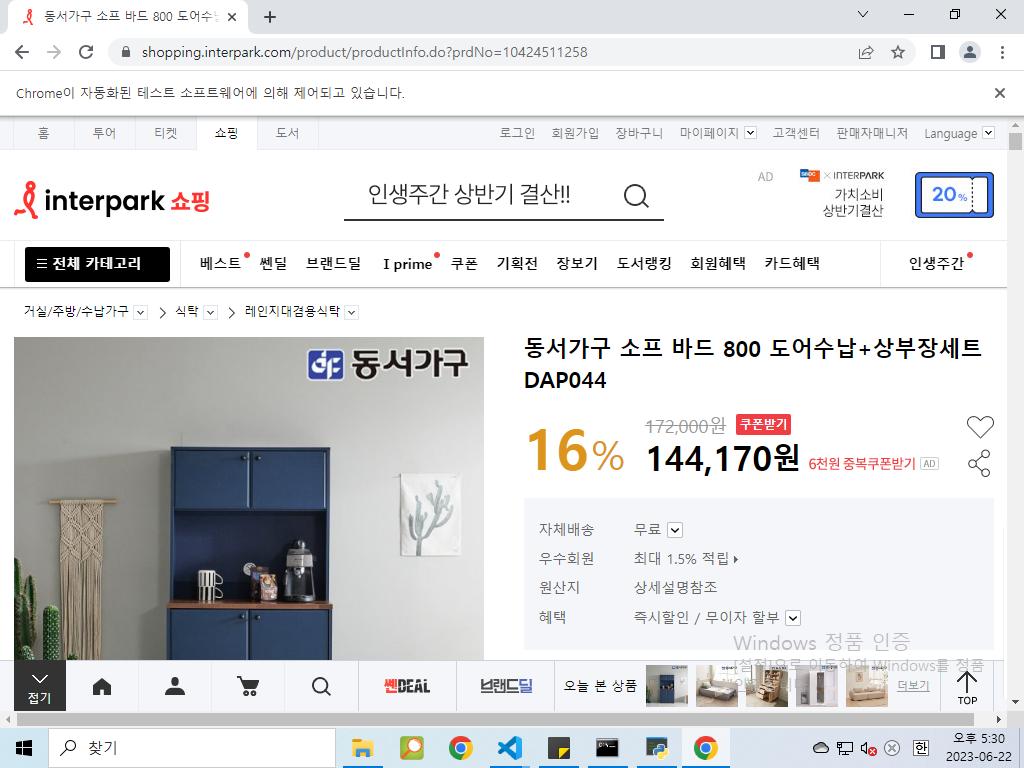 동서가구 소프 바드 800 도어수납
shopping.interpark.com/product/productInfo.do?prdNo=10424511258
Chrome이 자동화된 테스트 소프트웨어에 의해 제어되고 있습니다.
홈 투어 티켓 쇼핑 도서 로그인 회원가입 장바구니 마이페이지 고객센터 판매자매니저 Language
interpark 쇼핑 인생주간 상반기 결산!! AD × INTERPARK
가치소비
상반기결산
20%
전체 카테고리 베스트 쎈딜 브랜드딜 I prime 쿠폰 기획전 장보기 도서랭킹 회원혜택 카드혜택 인생주간
거실/주방/수납가구 > 식탁 > 레인지대겸용식탁
동서가구
동서가구 소프 바드 800 도어수납+상부장세트
DAP044
16% 172,000원 쿠폰받기
144,170원 6천원 중복쿠폰받기 AD
자체배송 무료
우수회원 최대 1.5% 적립
원산지 상세설명참조
혜택 즉시할인 / 무이자 할부
Windows 정품 인증
[설정]으로 이동하여 Windows를 정품
접기 쎈DEAL 브랜드딜 오늘 본 상품 더보기 TOP
찾기 한 오후 5:30
2023-06-22